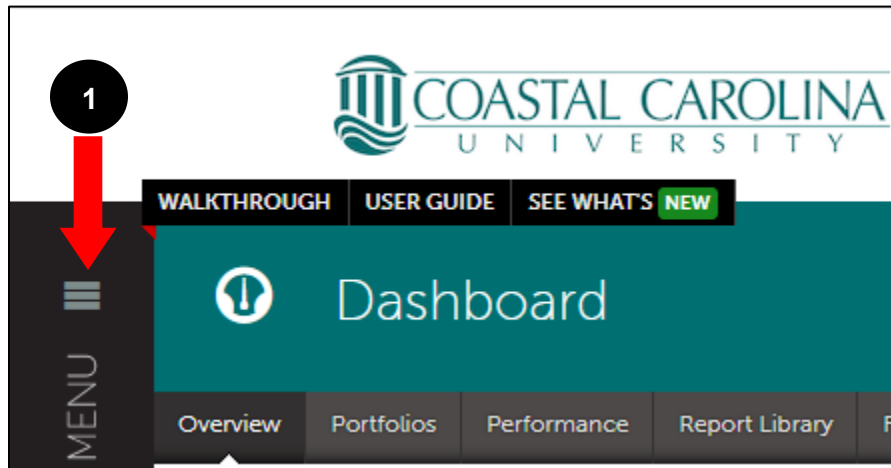 1
COASTAL CAROLINA
UNIVERSITY
WALKTHROUGH USER GUIDE SEE WHAT'S NEW
Dashboard
MENU
Overview Portfolios Performance Report Library